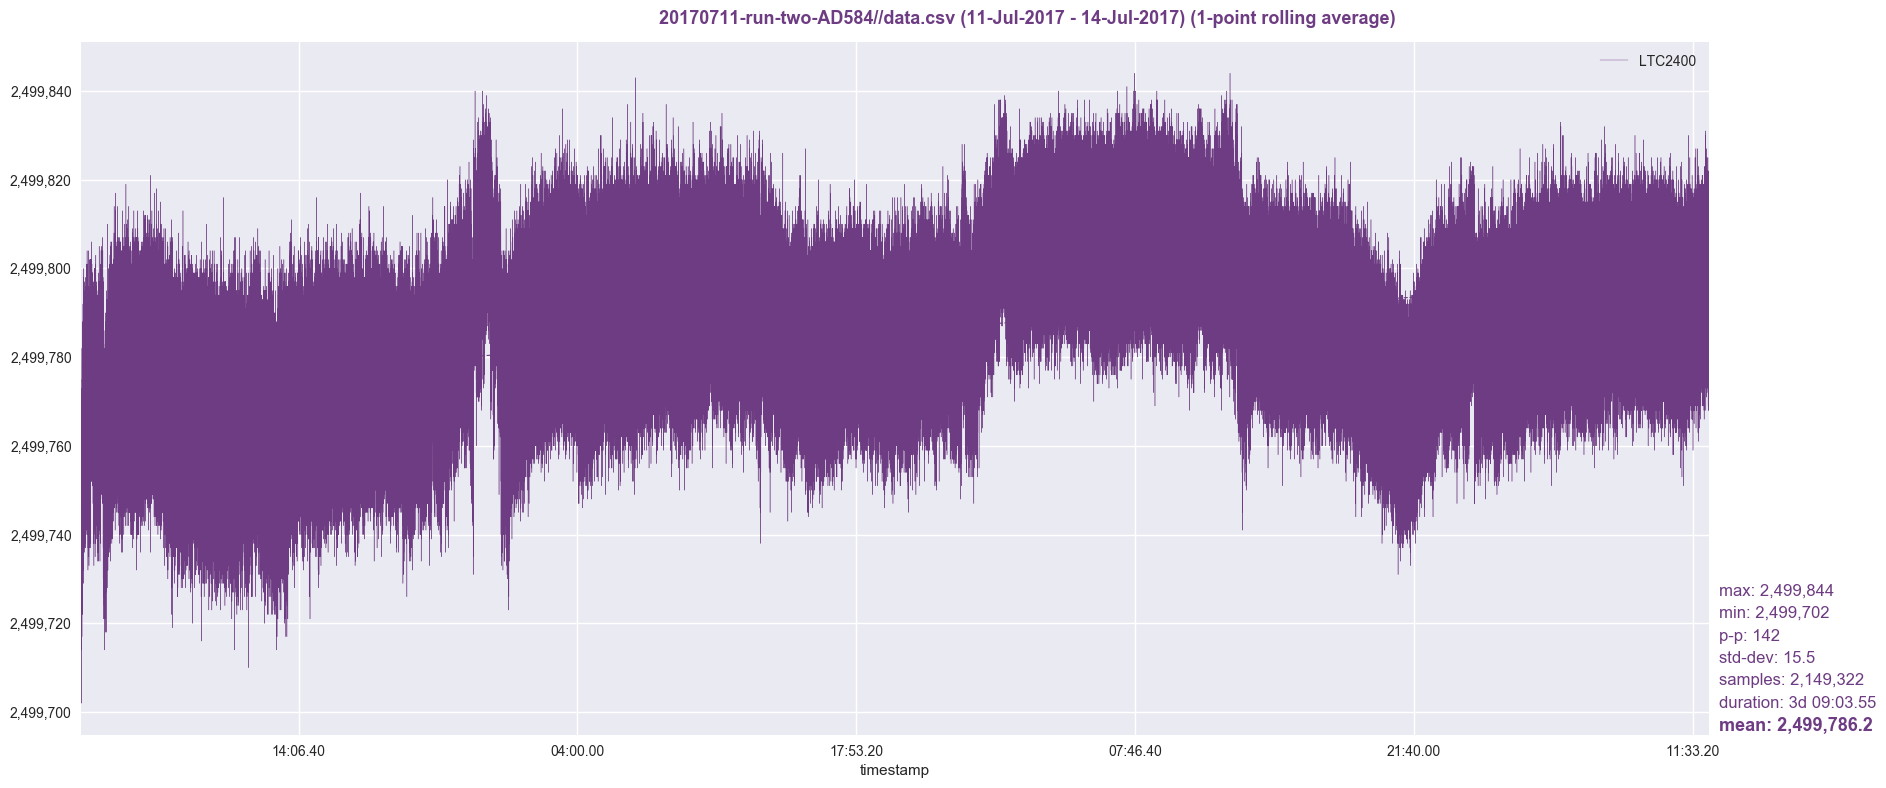 20170711-run-two-AD584//data.csv (11-Jul-2017 - 14-Jul-2017) (1-point rolling average)
LTC2400
2,499,840
2,499,820
2,499,800
2,499,780
2,499,760
2,499,740
2,499,720
2,499,700
max: 2,499,844
min: 2,499,702
p-p: 142
std-dev: 15.5
samples: 2,149,322
duration: 3d 09:03.55
mean: 2,499,786.2
14:06.40 04:00.00 17:53.20 07:46.40 21:40.00 11:33.20
timestamp